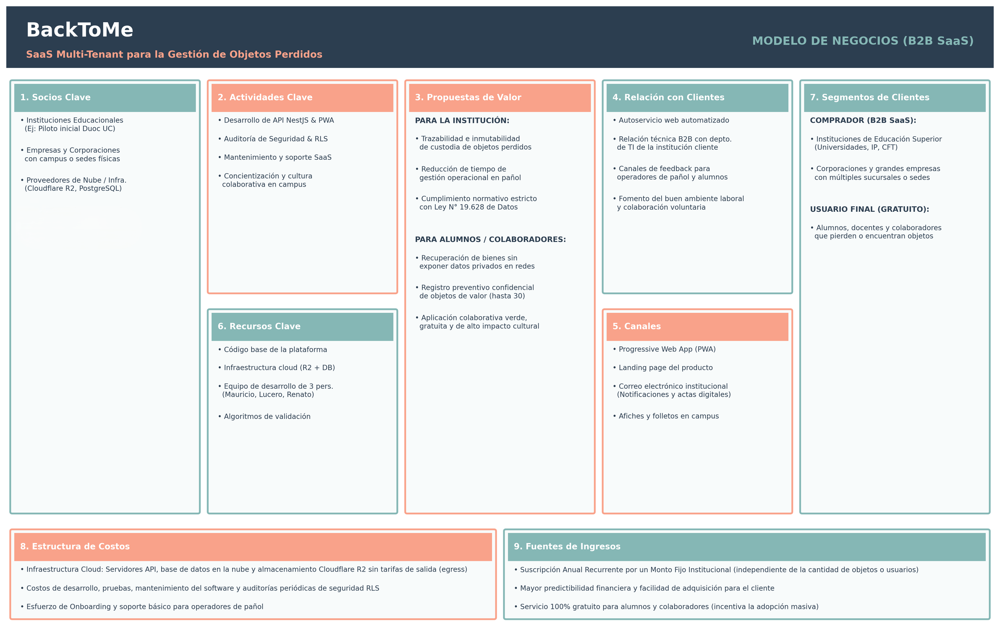 BackToMe
SaaS Multi-Tenant para la Gestión de Objetos Perdidos
MODELO DE NEGOCIOS (B2B SaaS)
1. Socios Clave
• Instituciones Educacionales
(Ej: Piloto inicial Duoc UC)
• Empresas y Corporaciones
con campus o sedes físicas
• Proveedores de Nube / Infra.
(Cloudflare R2, PostgreSQL)
2. Actividades Clave
• Desarrollo de API NestJS & PWA
• Auditoría de Seguridad & RLS
• Mantenimiento y soporte SaaS
• Concientización y cultura
colaborativa en campus
3. Propuestas de Valor
PARA LA INSTITUCIÓN:
• Trazabilidad e inmutabilidad
de custodia de objetos perdidos
• Reducción de tiempo de
gestión operacional en pañol
• Cumplimiento normativo estricto
con Ley N° 19.628 de Datos
PARA ALUMNOS / COLABORADORES:
• Recuperación de bienes sin
exponer datos privados en redes
• Registro preventivo confidencial
de objetos de valor (hasta 30)
• Aplicación colaborativa verde,
gratuita y de alto impacto cultural
4. Relación con Clientes
• Autoservicio web automatizado
• Relación técnica B2B con depto.
de TI de la institución cliente
• Canales de feedback para
operadores de pañol y alumnos
• Fomento del buen ambiente laboral
y colaboración voluntaria
7. Segmentos de Clientes
COMPRADOR (B2B SaaS):
• Instituciones de Educación Superior
(Universidades, IP, CFT)
• Corporaciones y grandes empresas
con múltiples sucursales o sedes
USUARIO FINAL (GRATUITO):
• Alumnos, docentes y colaboradores
que pierden o encuentran objetos
6. Recursos Clave
• Código base de la plataforma
• Infraestructura cloud (R2 + DB)
• Equipo de desarrollo de 3 pers.
(Mauricio, Lucero, Renato)
• Algoritmos de validación
5. Canales
• Progressive Web App (PWA)
• Landing page del producto
• Correo electrónico institucional
(Notificaciones y actas digitales)
• Afiches y folletos en campus
8. Estructura de Costos
• Infraestructura Cloud: Servidores API, base de datos en la nube y almacenamiento Cloudflare R2 sin tarifas de salida (egress)
• Costos de desarrollo, pruebas, mantenimiento del software y auditorías periódicas de seguridad RLS
• Esfuerzo de Onboarding y soporte básico para operadores de pañol
9. Fuentes de Ingresos
• Suscripción Anual Recurrente por un Monto Fijo Institucional (independiente de la cantidad de objetos o usuarios)
• Mayor predictibilidad financiera y facilidad de adquisición para el cliente
• Servicio 100% gratuito para alumnos y colaboradores (incentiva la adopción masiva)